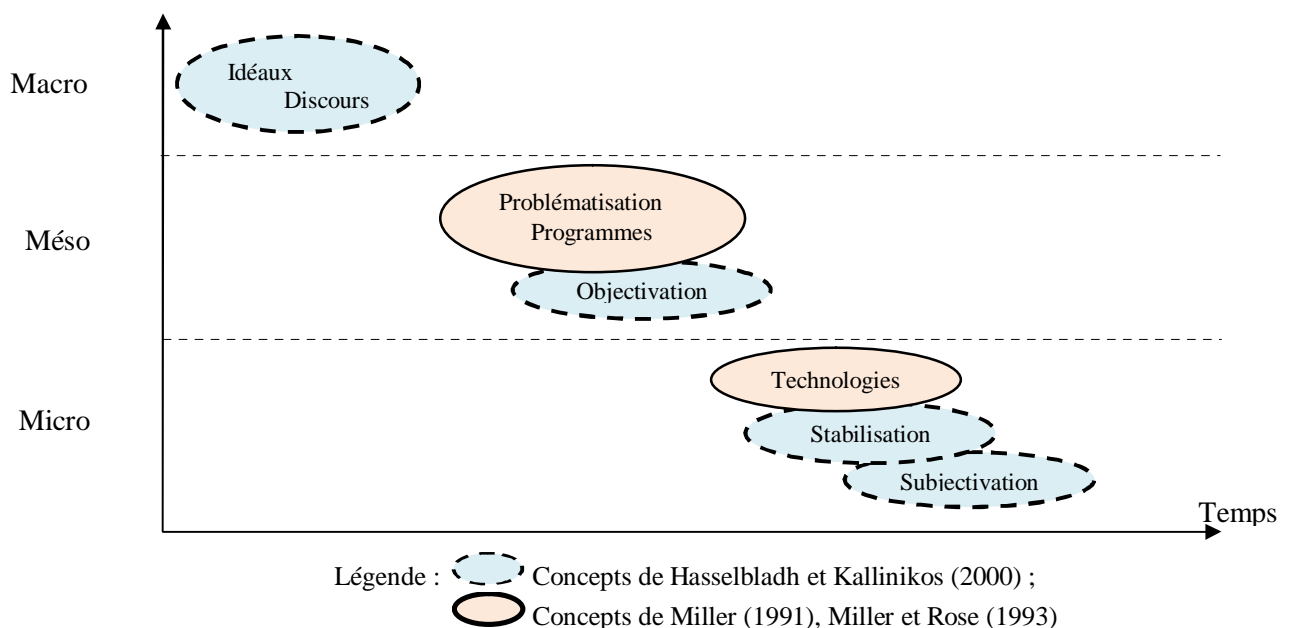 Macro
Idéaux
Discours
Méso
Problématisation
Programmes
Objectivation
Micro
Technologies
Stabilisation
Subjectivation
Temps
Légende :
Concepts de Hasselbladh et Kallinikos (2000) ;
Concepts de Miller (1991), Miller et Rose (1993)